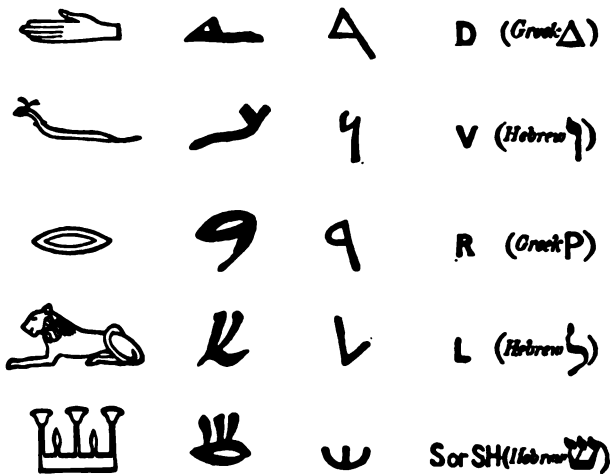 D (Greek Δ)
V (Hebrew ו)
R (Greek P)
L (Hebrew ל)
S or SH (Hebrew ש)